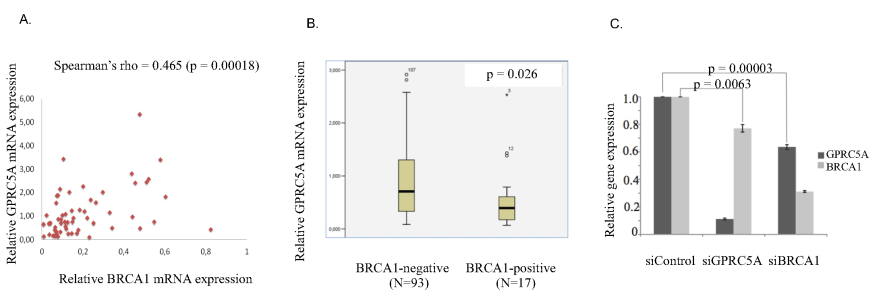 A.
Spearman's rho = 0.465 (p = 0.00018)
Relative GPRC5A mRNA expression
6,00
5,00
4,00
3,00
2,00
1,00
0,00
0
0,2
0,4
0,6
0,8
1
Relative BRCA1 mRNA expression
B.
p = 0.026
Relative GPRC5A mRNA expression
3,000
2,000
1,000
0,000
107
3
12
BRCA1-negative
(N=93)
BRCA1-positive
(N=17)
C.
p = 0.00003
p = 0.0063
Relative gene expression
1.0
0.8
0.6
0.4
0.2
0
GPRC5A
BRCA1
siControl siGPRC5A siBRCA1